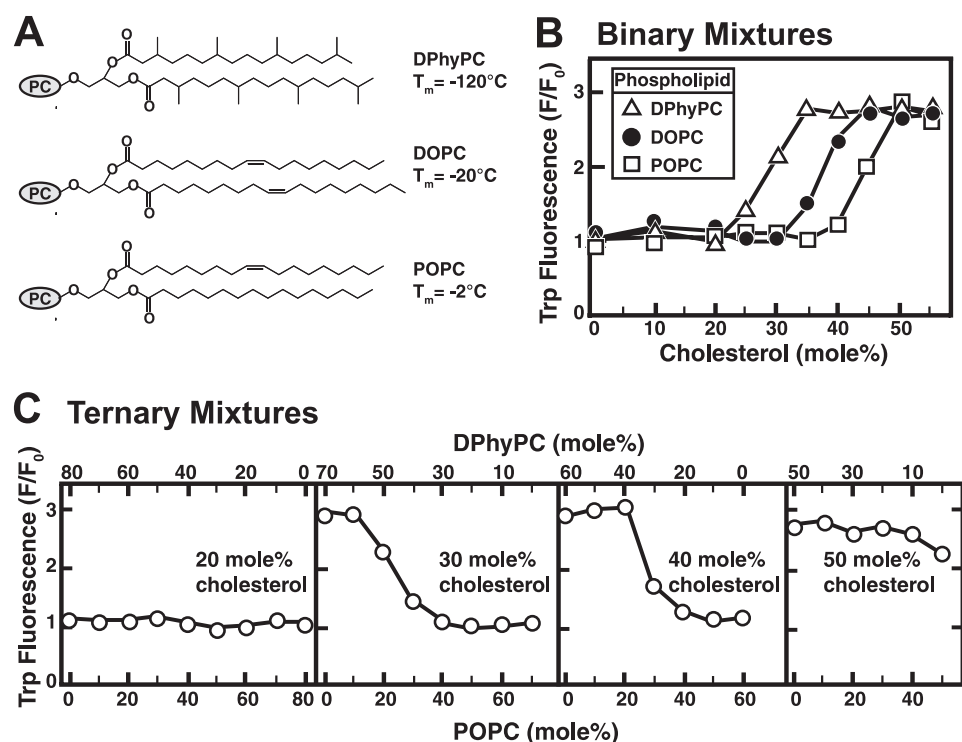 A
O
O
O
O
PC
DPhyPC
Tm= -120°C
O
O
O
O
PC
DOPC
Tm= -20°C
O
O
O
O
PC
POPC
Tm= -2°C
B Binary Mixtures
Trp Fluorescence (F/F0)
3
2
1
0
Phospholipid
DPhyPC
DOPC
POPC
0 10 20 30 40 50
Cholesterol (mole%)
C Ternary Mixtures
DPhyPC (mole%)
80 60 40 20 0 70 50 30 10 60 40 20 0 50 30 10
Trp Fluorescence (F/F0)
3
2
1
0
20 mole%
cholesterol
30 mole%
cholesterol
40 mole%
cholesterol
50 mole%
cholesterol
0 20 40 60 80 0 20 40 60 0 20 40 60 0 20 40
POPC (mole%)